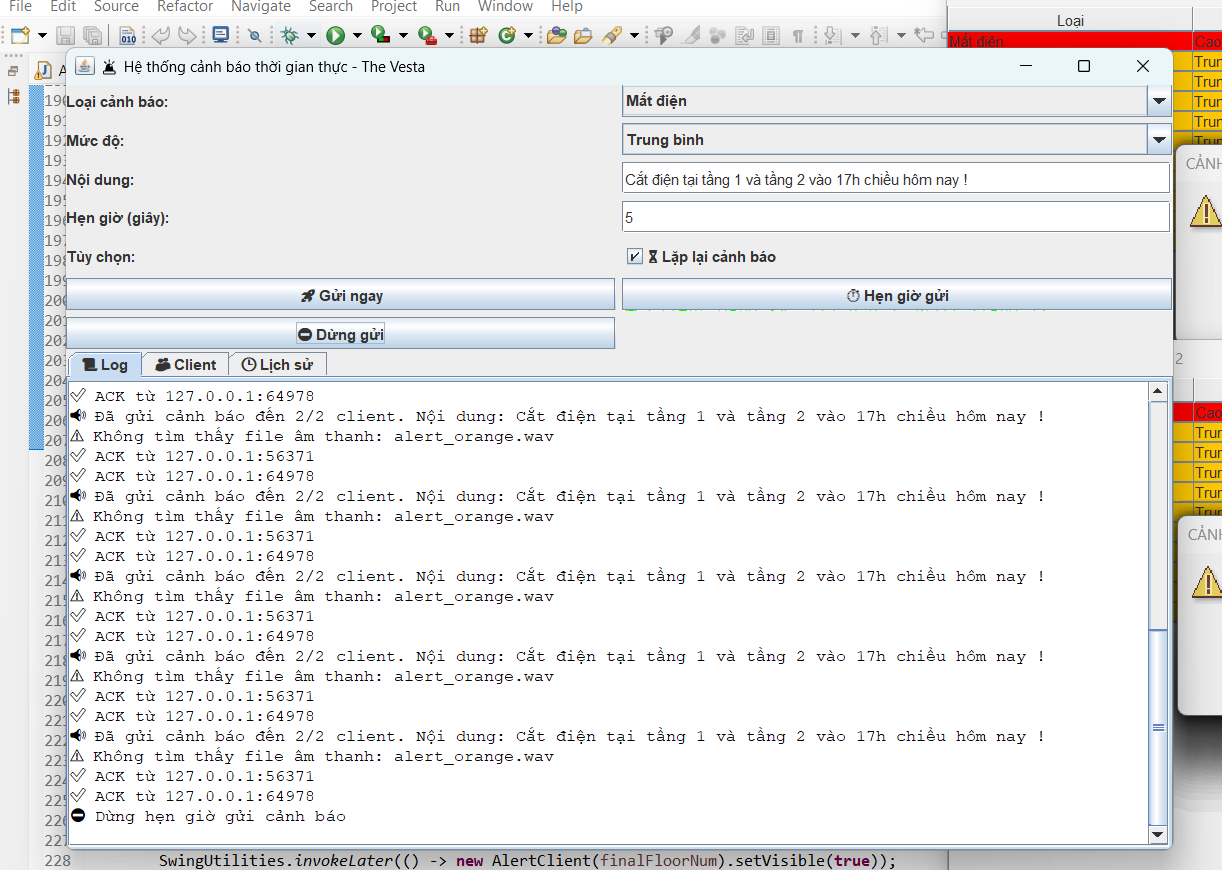 File Edit Source Refactor Navigate Search Project Run Window Help
Loại
Mất điện
Hệ thống cảnh báo thời gian thực - The Vesta
Loại cảnh báo:
Mất điện
Mức độ:
Trung bình
Nội dung:
Cắt điện tại tầng 1 và tầng 2 vào 17h chiều hôm nay !
Hẹn giờ (giây):
5
Tùy chọn:
Lặp lại cảnh báo
Gửi ngay
Hẹn giờ gửi
Dừng gửi
Log Client Lịch sử
ACK từ 127.0.0.1:64978
Đã gửi cảnh báo đến 2/2 client. Nội dung: Cắt điện tại tầng 1 và tầng 2 vào 17h chiều hôm nay !
Không tìm thấy file âm thanh: alert_orange.wav
ACK từ 127.0.0.1:56371
ACK từ 127.0.0.1:64978
Đã gửi cảnh báo đến 2/2 client. Nội dung: Cắt điện tại tầng 1 và tầng 2 vào 17h chiều hôm nay !
Không tìm thấy file âm thanh: alert_orange.wav
ACK từ 127.0.0.1:56371
ACK từ 127.0.0.1:64978
Đã gửi cảnh báo đến 2/2 client. Nội dung: Cắt điện tại tầng 1 và tầng 2 vào 17h chiều hôm nay !
Không tìm thấy file âm thanh: alert_orange.wav
ACK từ 127.0.0.1:56371
ACK từ 127.0.0.1:64978
Đã gửi cảnh báo đến 2/2 client. Nội dung: Cắt điện tại tầng 1 và tầng 2 vào 17h chiều hôm nay !
Không tìm thấy file âm thanh: alert_orange.wav
ACK từ 127.0.0.1:56371
ACK từ 127.0.0.1:64978
Đã gửi cảnh báo đến 2/2 client. Nội dung: Cắt điện tại tầng 1 và tầng 2 vào 17h chiều hôm nay !
Không tìm thấy file âm thanh: alert_orange.wav
ACK từ 127.0.0.1:56371
ACK từ 127.0.0.1:64978
Dừng hẹn giờ gửi cảnh báo
228 SwingUtilities.invokeLater(() -> new AlertClient(finalFloorNum).setVisible(true));